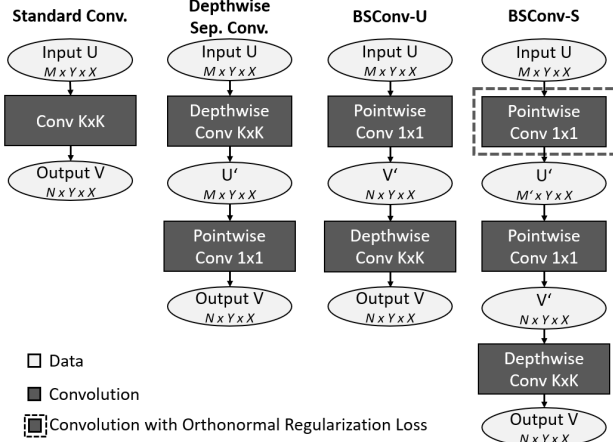 Standard Conv.
Input U
M x Y x X
Conv KxK
Output V
N x Y x X
Depthwise
Sep. Conv.
Input U
M x Y x X
Depthwise
Conv KxK
U'
M x Y x X
Pointwise
Conv 1x1
Output V
N x Y x X
BSConv-U
Input U
M x Y x X
Pointwise
Conv 1x1
V'
N x Y x X
Depthwise
Conv KxK
Output V
N x Y x X
BSConv-S
Input U
M x Y x X
Pointwise
Conv 1x1
U'
M' x Y x X
Pointwise
Conv 1x1
V'
N x Y x X
Depthwise
Conv KxK
Output V
N x Y x X
Data
Convolution
Convolution with Orthonormal Regularization Loss